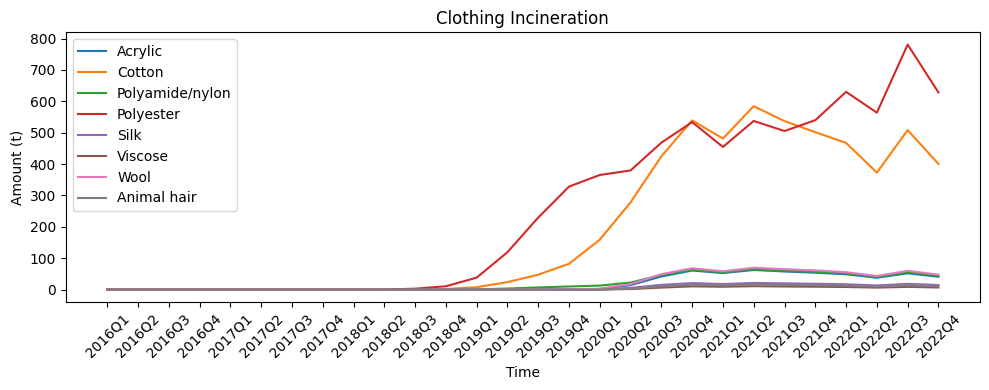 Clothing Incineration
Amount (t)
800
700
600
500
400
300
200
100
0
Acrylic
Cotton
Polyamide/nylon
Polyester
Silk
Viscose
Wool
Animal hair
2016Q1
2016Q2
2016Q3
2016Q4
2017Q1
2017Q2
2017Q3
2017Q4
2018Q1
2018Q2
2018Q3
2018Q4
2019Q1
2019Q2
2019Q3
2019Q4
2020Q1
2020Q2
2020Q3
2020Q4
2021Q1
2021Q2
2021Q3
2021Q4
2022Q1
2022Q2
2022Q3
2022Q4
Time